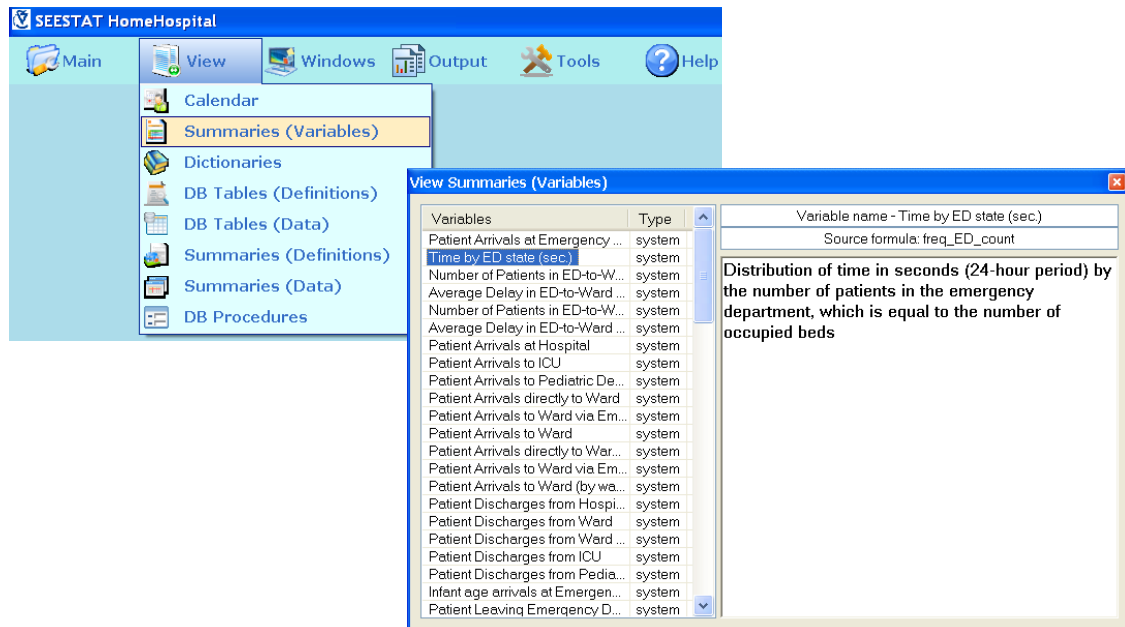 SEESTAT HomeHospital
Main View Windows Output Tools Help
Calendar
Summaries (Variables)
Dictionaries
DB Tables (Definitions)
DB Tables (Data)
Summaries (Definitions)
Summaries (Data)
DB Procedures
View Summaries (Variables)
Variables Type
Patient Arrivals at Emergency ... system
Time by ED state (sec.) system
Number of Patients in ED-to-W... system
Average Delay in ED-to-Ward ... system
Number of Patients in ED-to-W... system
Average Delay in ED-to-Ward ... system
Patient Arrivals at Hospital system
Patient Arrivals to ICU system
Patient Arrivals to Pediatric De... system
Patient Arrivals directly to Ward system
Patient Arrivals to Ward via Em... system
Patient Arrivals to Ward system
Patient Arrivals directly to War... system
Patient Arrivals to Ward via Em... system
Patient Arrivals to Ward (by wa... system
Patient Discharges from Hospi... system
Patient Discharges from Ward system
Patient Discharges from Ward ... system
Patient Discharges from ICU system
Patient Discharges from Pedia... system
Infant age arrivals at Emergen... system
Patient Leaving Emergency D... system
Variable name - Time by ED state (sec.)
Source formula: freq_ED_count
Distribution of time in seconds (24-hour period) by
the number of patients in the emergency
department, which is equal to the number of
occupied beds